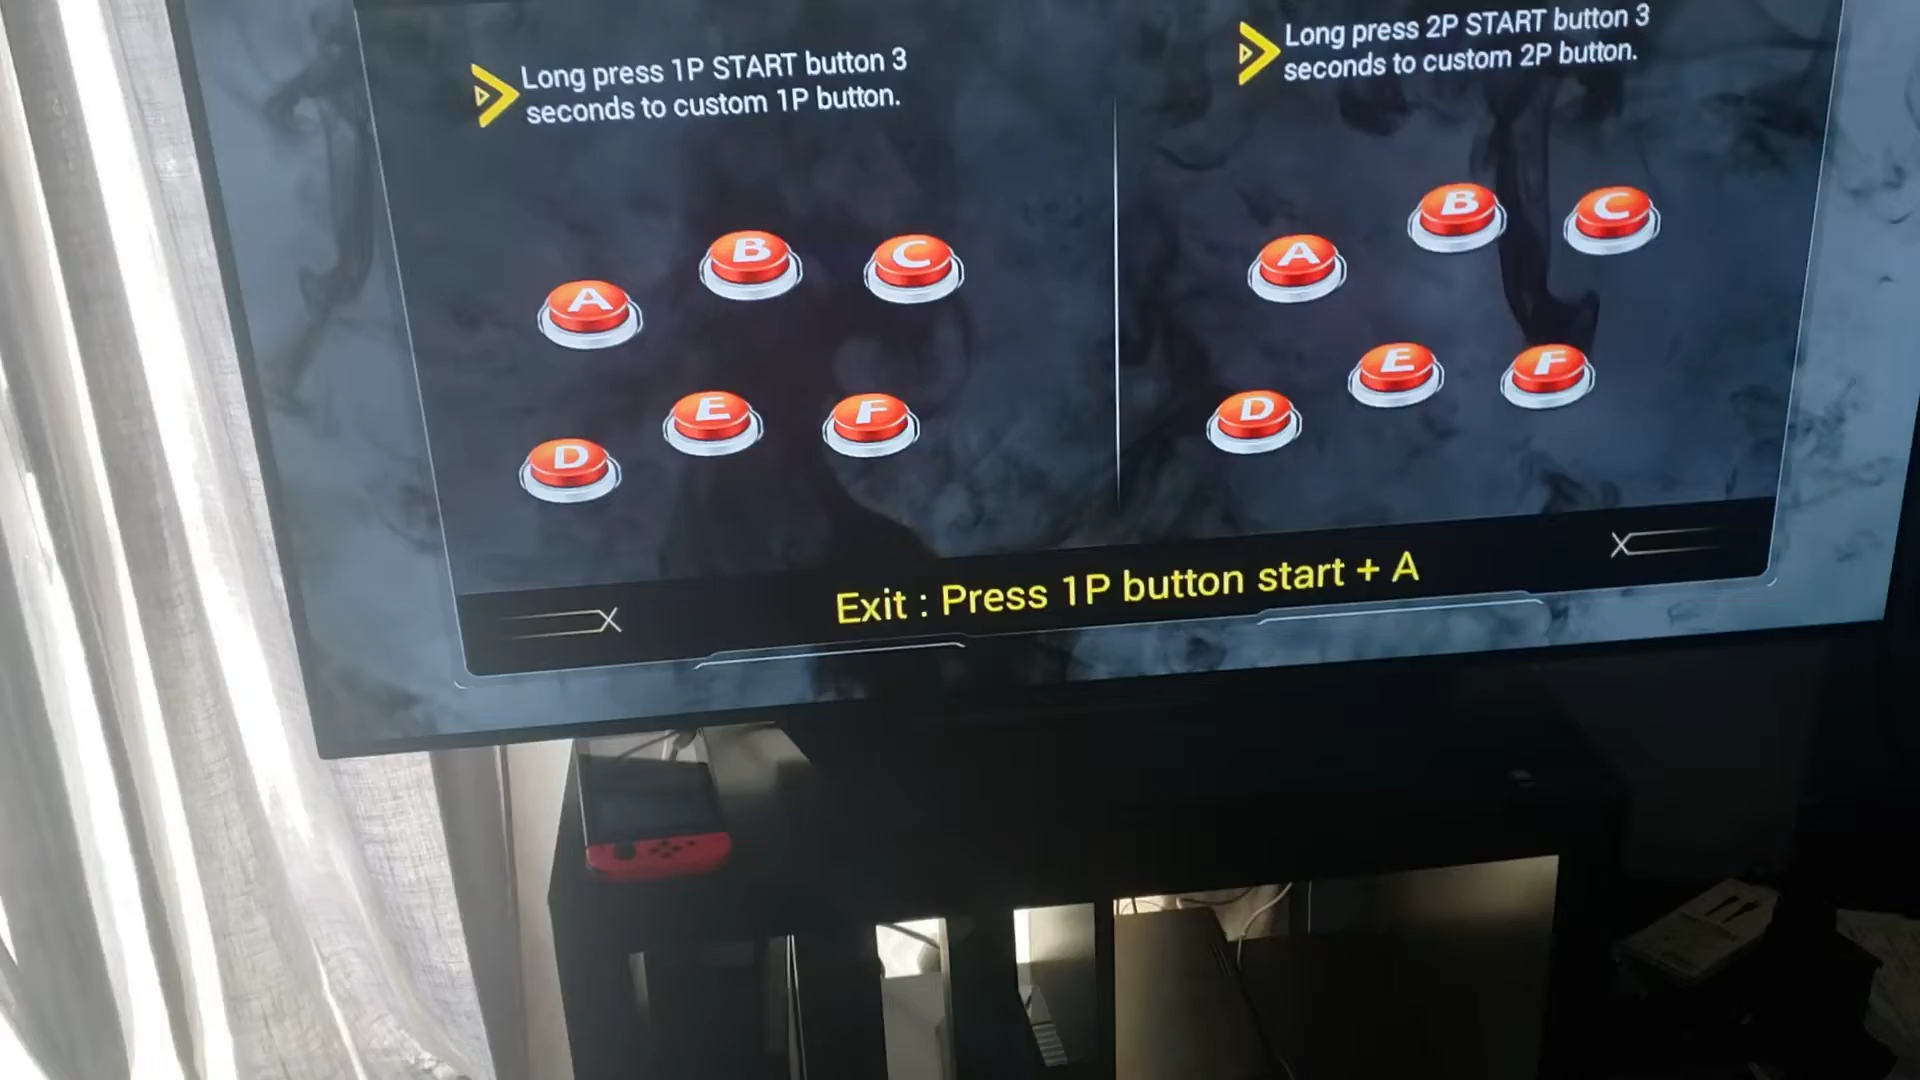 Long press 1P START button 3
seconds to custom 1P button.
A
B
C
D
E
F
Long press 2P START button 3
seconds to custom 2P button.
A
B
C
D
E
F
Exit : Press 1P button start + A